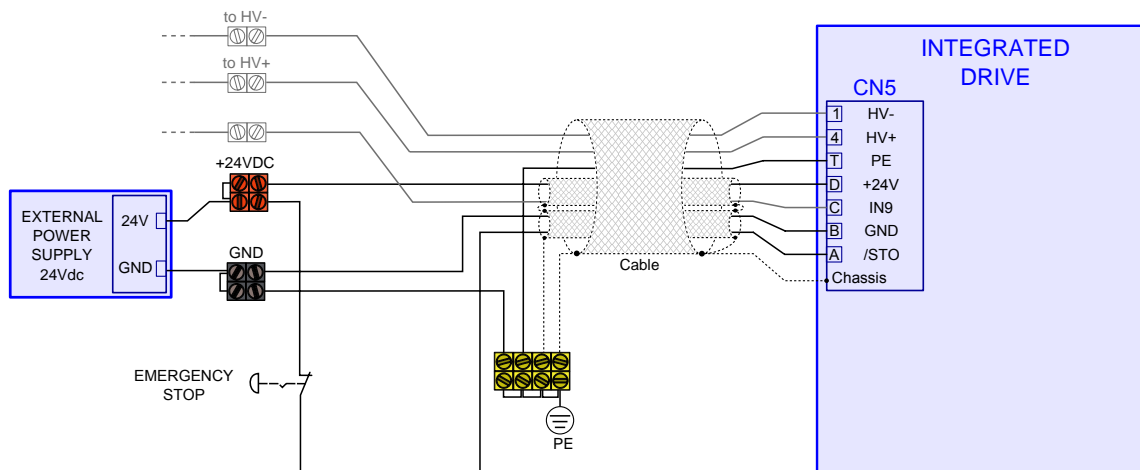 to HV-
to HV+
+24VDC
EXTERNAL
POWER
SUPPLY
24Vdc
24V
GND
GND
EMERGENCY
STOP
PE
Cable
INTEGRATED
DRIVE
CN5
1 HV-
4 HV+
T PE
D +24V
C IN9
B GND
A /STO
Chassis